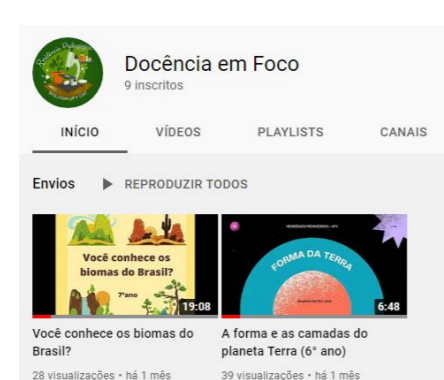 Docência em Foco
9 inscritos
INÍCIO VÍDEOS PLAYLISTS CANAIS
Envios REPRODUZIR TODOS
Você conhece os
biomas do Brasil?
7°ano
19:08
FORMA DA TERRA
6:48
Você conhece os biomas do
Brasil?
28 visualizações • há 1 mês
A forma e as camadas do
planeta Terra (6° ano)
39 visualizações • há 1 mês